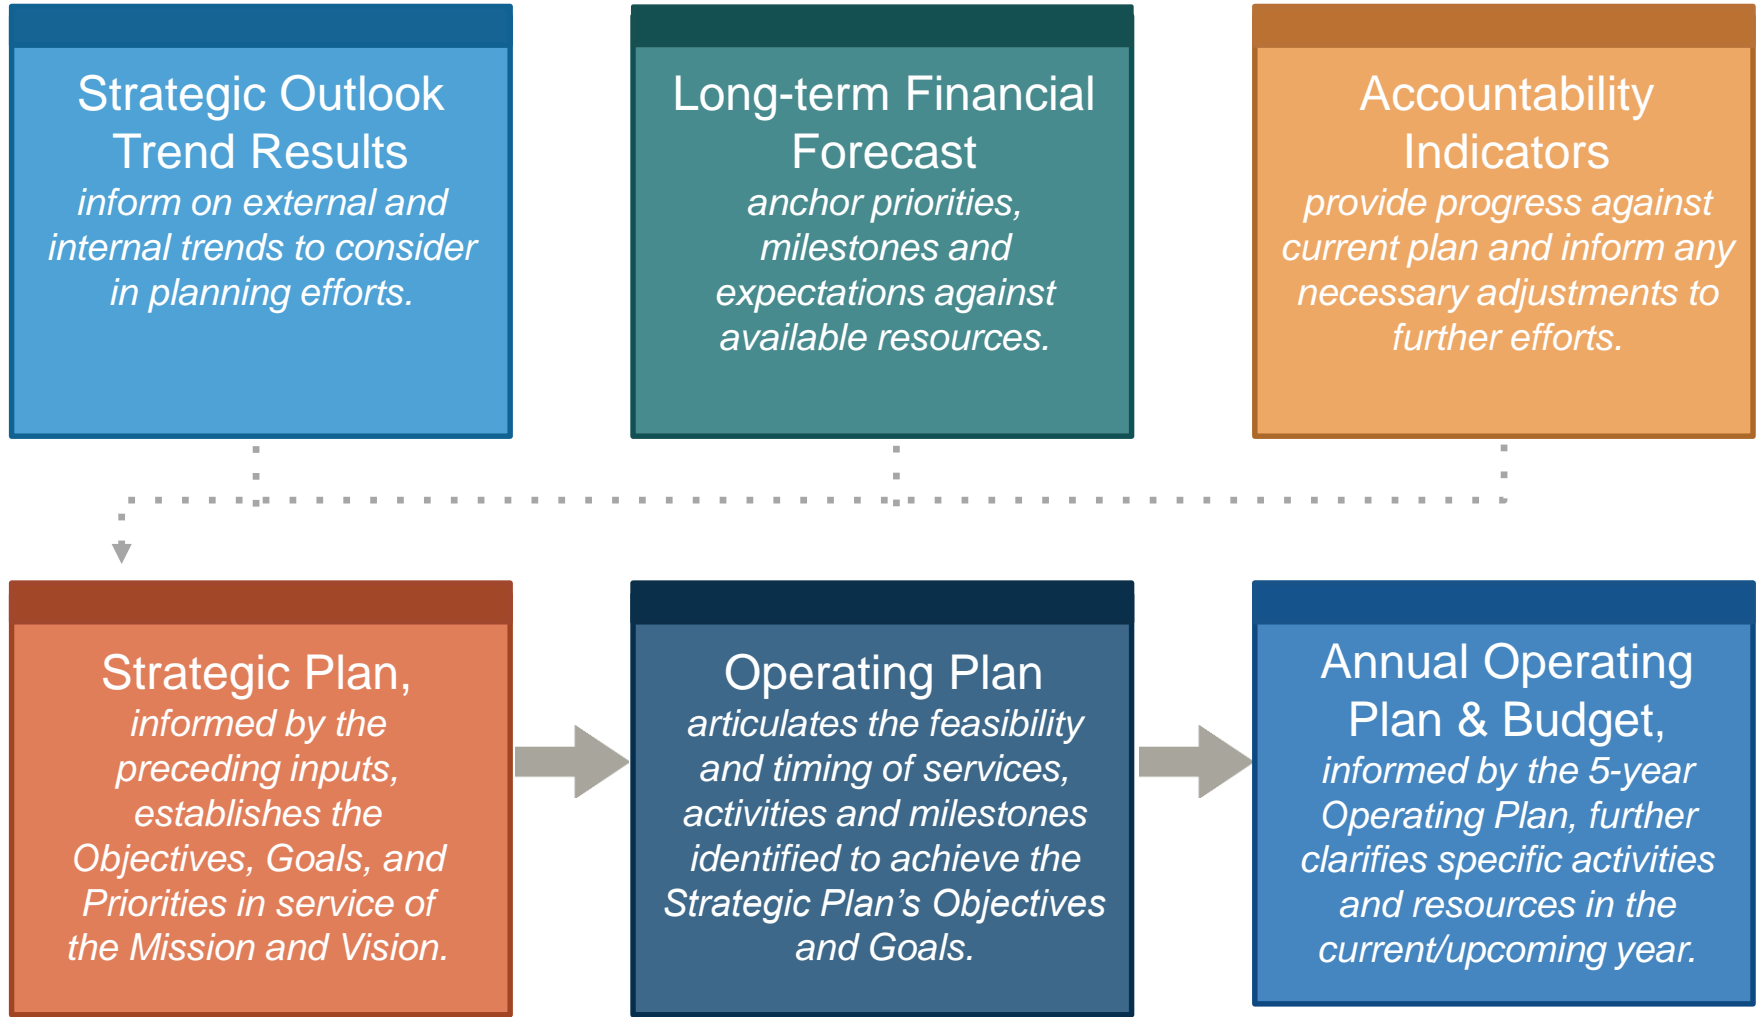 Strategic Outlook
Trend Results
inform on external and
internal trends to consider
in planning efforts.
Long-term Financial
Forecast
anchor priorities,
milestones and
expectations against
available resources.
Accountability
Indicators
provide progress against
current plan and inform any
necessary adjustments to
further efforts.
Strategic Plan,
informed by the
preceding inputs,
establishes the
Objectives, Goals, and
Priorities in service of
the Mission and Vision.
Operating Plan
articulates the feasibility
and timing of services,
activities and milestones
identified to achieve the
Strategic Plan’s Objectives
and Goals.
Annual Operating
Plan & Budget,
informed by the 5-year
Operating Plan, further
clarifies specific activities
and resources in the
current/upcoming year.